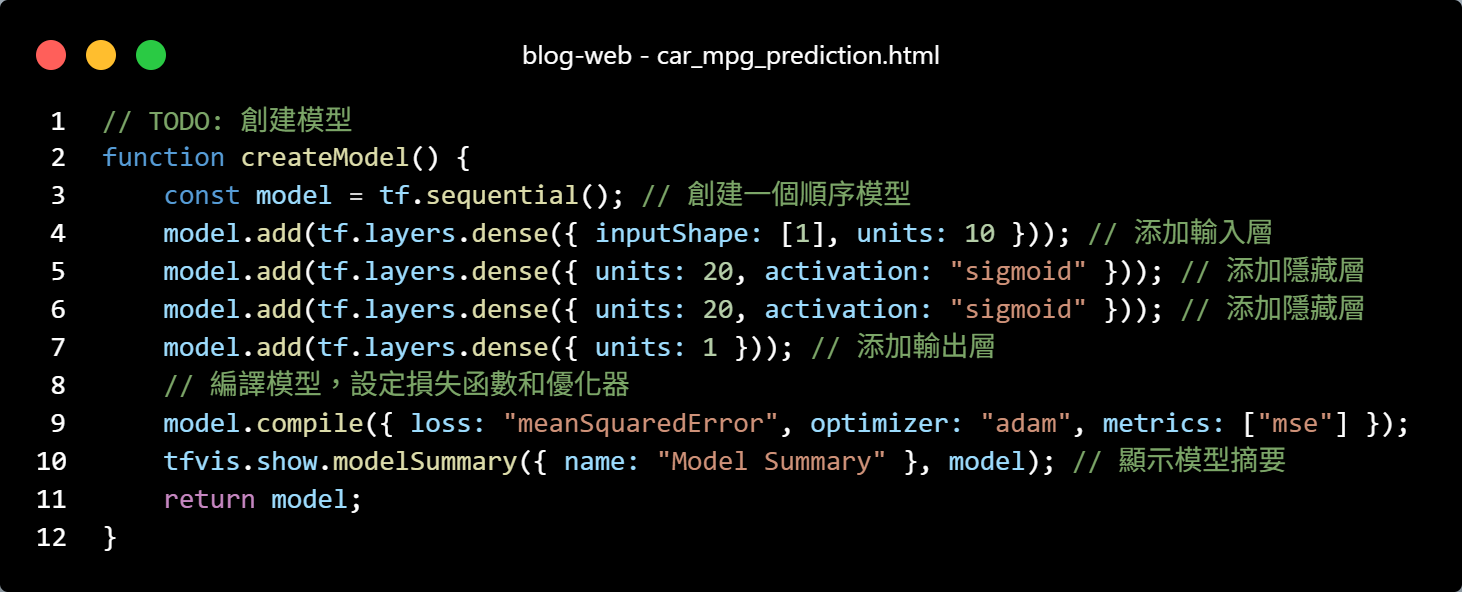 blog-web - car_mpg_prediction.html
1 // TODO: 創建模型
2 function createModel() {
3     const model = tf.sequential(); // 創建一個順序模型
4     model.add(tf.layers.dense({ inputShape: [1], units: 10 })); // 添加輸入層
5     model.add(tf.layers.dense({ units: 20, activation: "sigmoid" })); // 添加隱藏層
6     model.add(tf.layers.dense({ units: 20, activation: "sigmoid" })); // 添加隱藏層
7     model.add(tf.layers.dense({ units: 1 })); // 添加輸出層
8     // 編譯模型，設定損失函數和優化器
9     model.compile({ loss: "meanSquaredError", optimizer: "adam", metrics: ["mse"] });
10     tfvis.show.modelSummary({ name: "Model Summary" }, model); // 顯示模型摘要
11     return model;
12 }